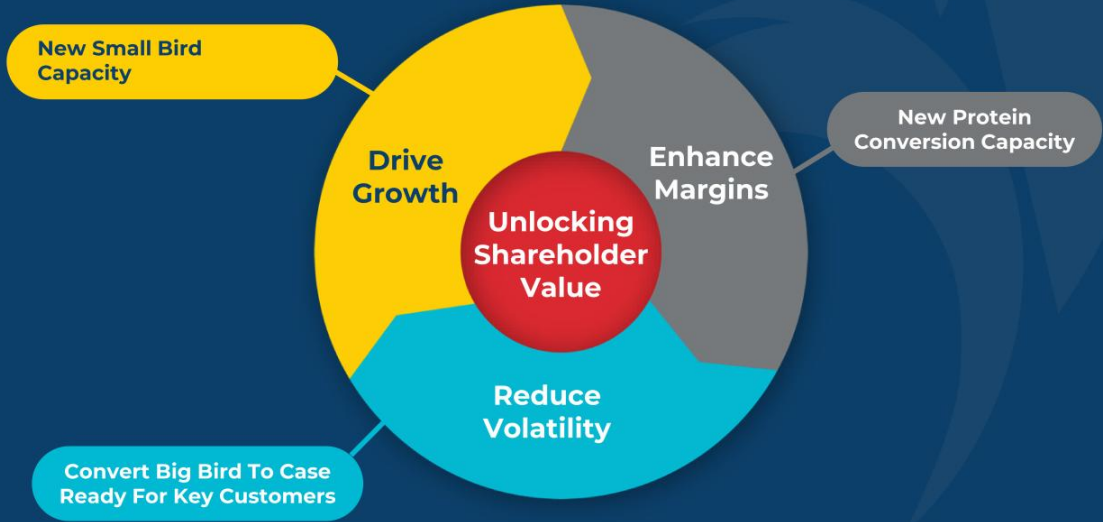 New Small Bird
Capacity
Drive
Growth
Enhance
Margins
New Protein
Conversion Capacity
Unlocking
Shareholder
Value
Reduce
Volatility
Convert Big Bird To Case
Ready For Key Customers